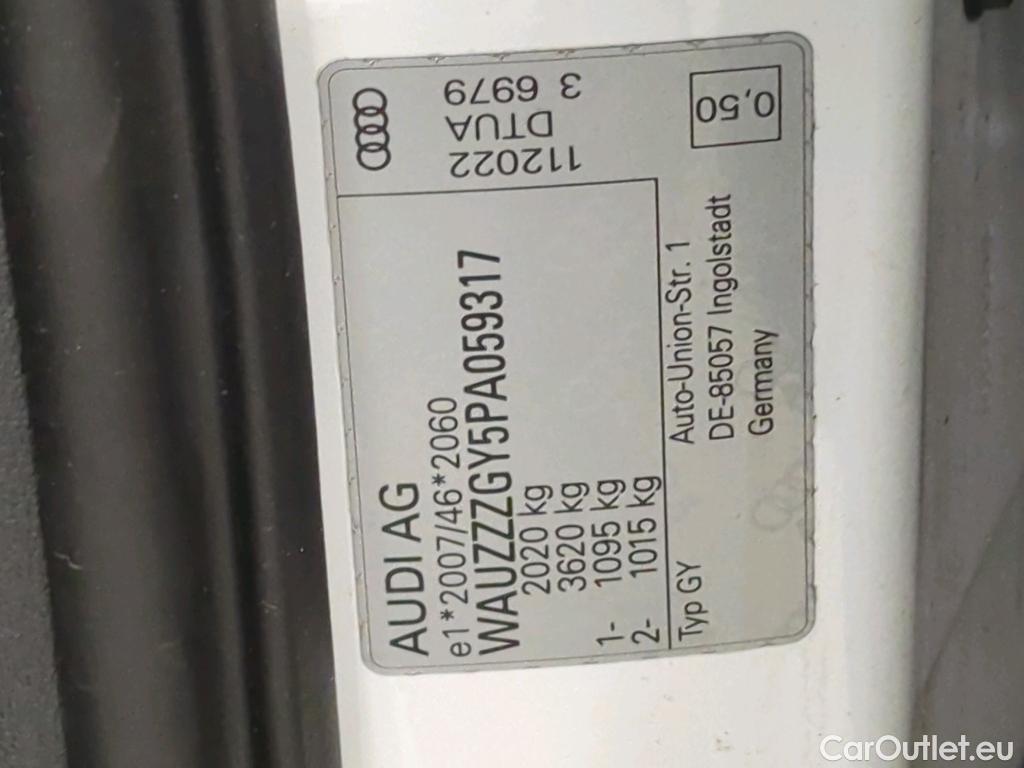 AUDI AG
e1*2007/46*2060
WAUZZZGY5PA059317
2020 kg
3620 kg
1- 1095 kg
2- 1015 kg
Typ GY
Auto-Union-Str. 1
DE-85057 Ingolstadt
Germany
112022
DTUA
3 6979
0,50
CarOutlet.eu